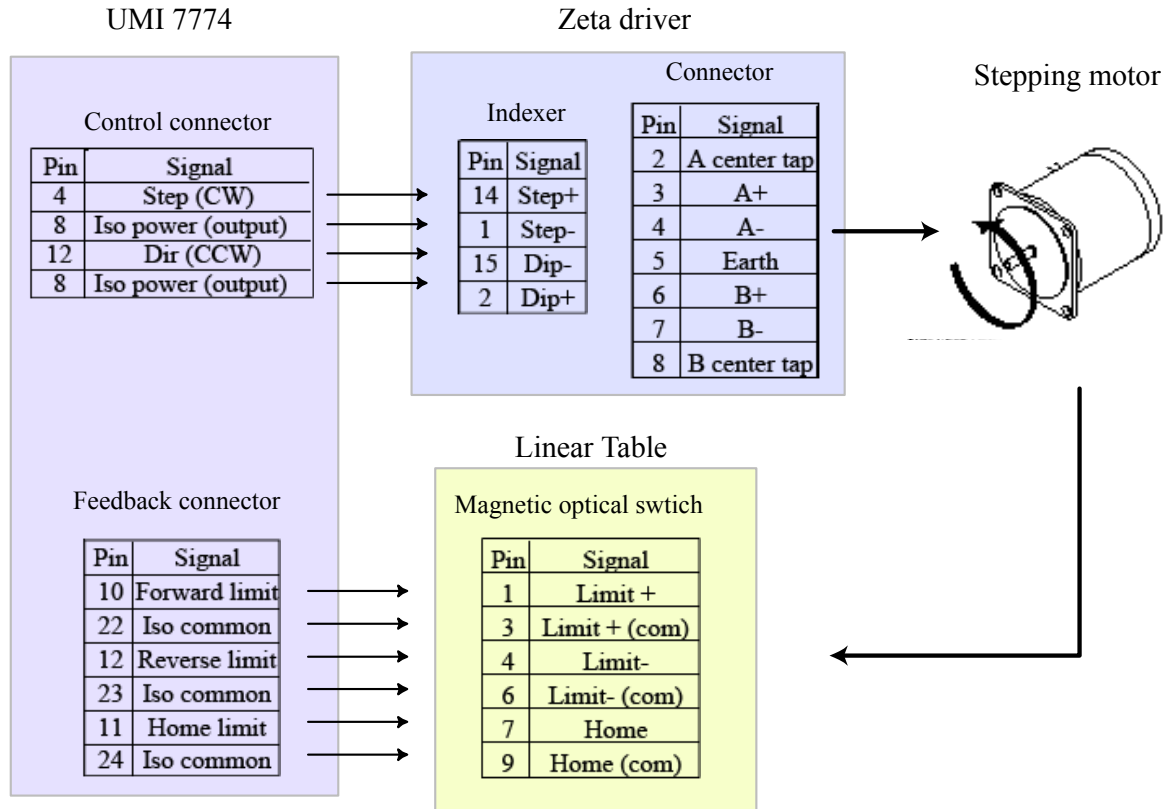 UMI 7774
Zeta driver
Stepping motor
Control connector
Pin Signal
4 Step (CW)
8 Iso power (output)
12 Dir (CCW)
8 Iso power (output)
Indexer
Pin Signal
14 Step+
1 Step-
15 Dip-
2 Dip+
Connector
Pin Signal
2 A center tap
3 A+
4 A-
5 Earth
6 B+
7 B-
8 B center tap
Feedback connector
Pin Signal
10 Forward limit
22 Iso common
12 Reverse limit
23 Iso common
11 Home limit
24 Iso common
Linear Table
Magnetic optical swtich
Pin Signal
1 Limit +
3 Limit + (com)
4 Limit-
6 Limit- (com)
7 Home
9 Home (com)